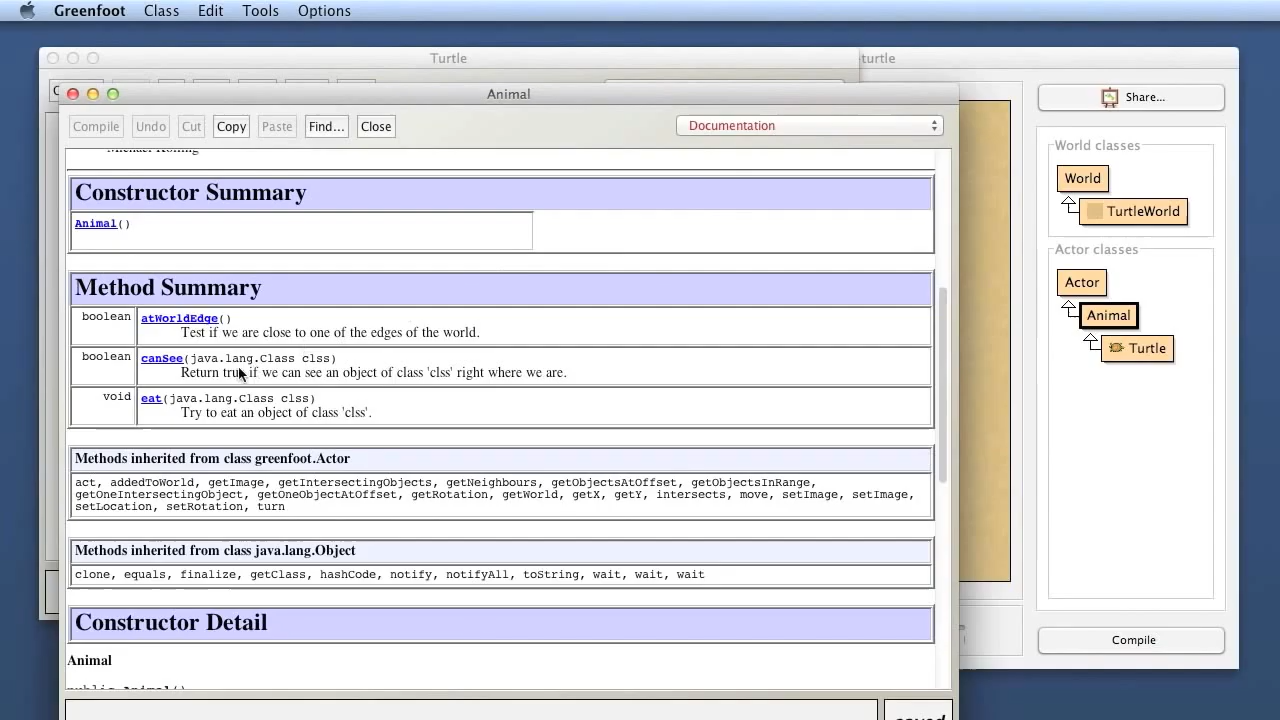 Greenfoot Class Edit Tools Options
Turtle
turtle
Animal
Compile Undo Cut Copy Paste Find... Close Documentation
Share...
World classes
World
TurtleWorld
Actor classes
Actor
Animal
Turtle
Compile
Constructor Summary
Animal()
Method Summary
boolean atWorldEdge()
Test if we are close to one of the edges of the world.
boolean canSee(java.lang.Class clss)
Return true if we can see an object of class 'clss' right where we are.
void eat(java.lang.Class clss)
Try to eat an object of class 'clss'.
Methods inherited from class greenfoot.Actor
act, addedToWorld, getImage, getIntersectingObjects, getNeighbours, getObjectsAtOffset, getObjectsInRange,
getOneIntersectingObject, getOneObjectAtOffset, getRotation, getWorld, getX, getY, intersects, move, setImage, setImage,
setLocation, setRotation, turn
Methods inherited from class java.lang.Object
clone, equals, finalize, getClass, hashCode, notify, notifyAll, toString, wait, wait, wait
Constructor Detail
Animal
public Animal()
saved